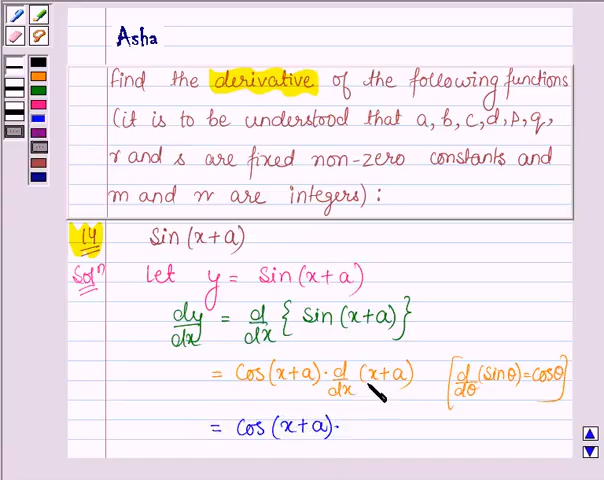 Asha
Find the derivative of the following functions
(it is to be understood that a, b, c, d, p, q,
r and s are fixed non-zero constants and
m and n are integers) :
14 sin (x+a)
Solⁿ Let y = sin (x+a)
dy/dx = d/dx { sin (x+a) }
= cos (x+a) · d/dx (x+a) [ d/dθ (sin θ) = cos θ ]
= cos (x+a) ·